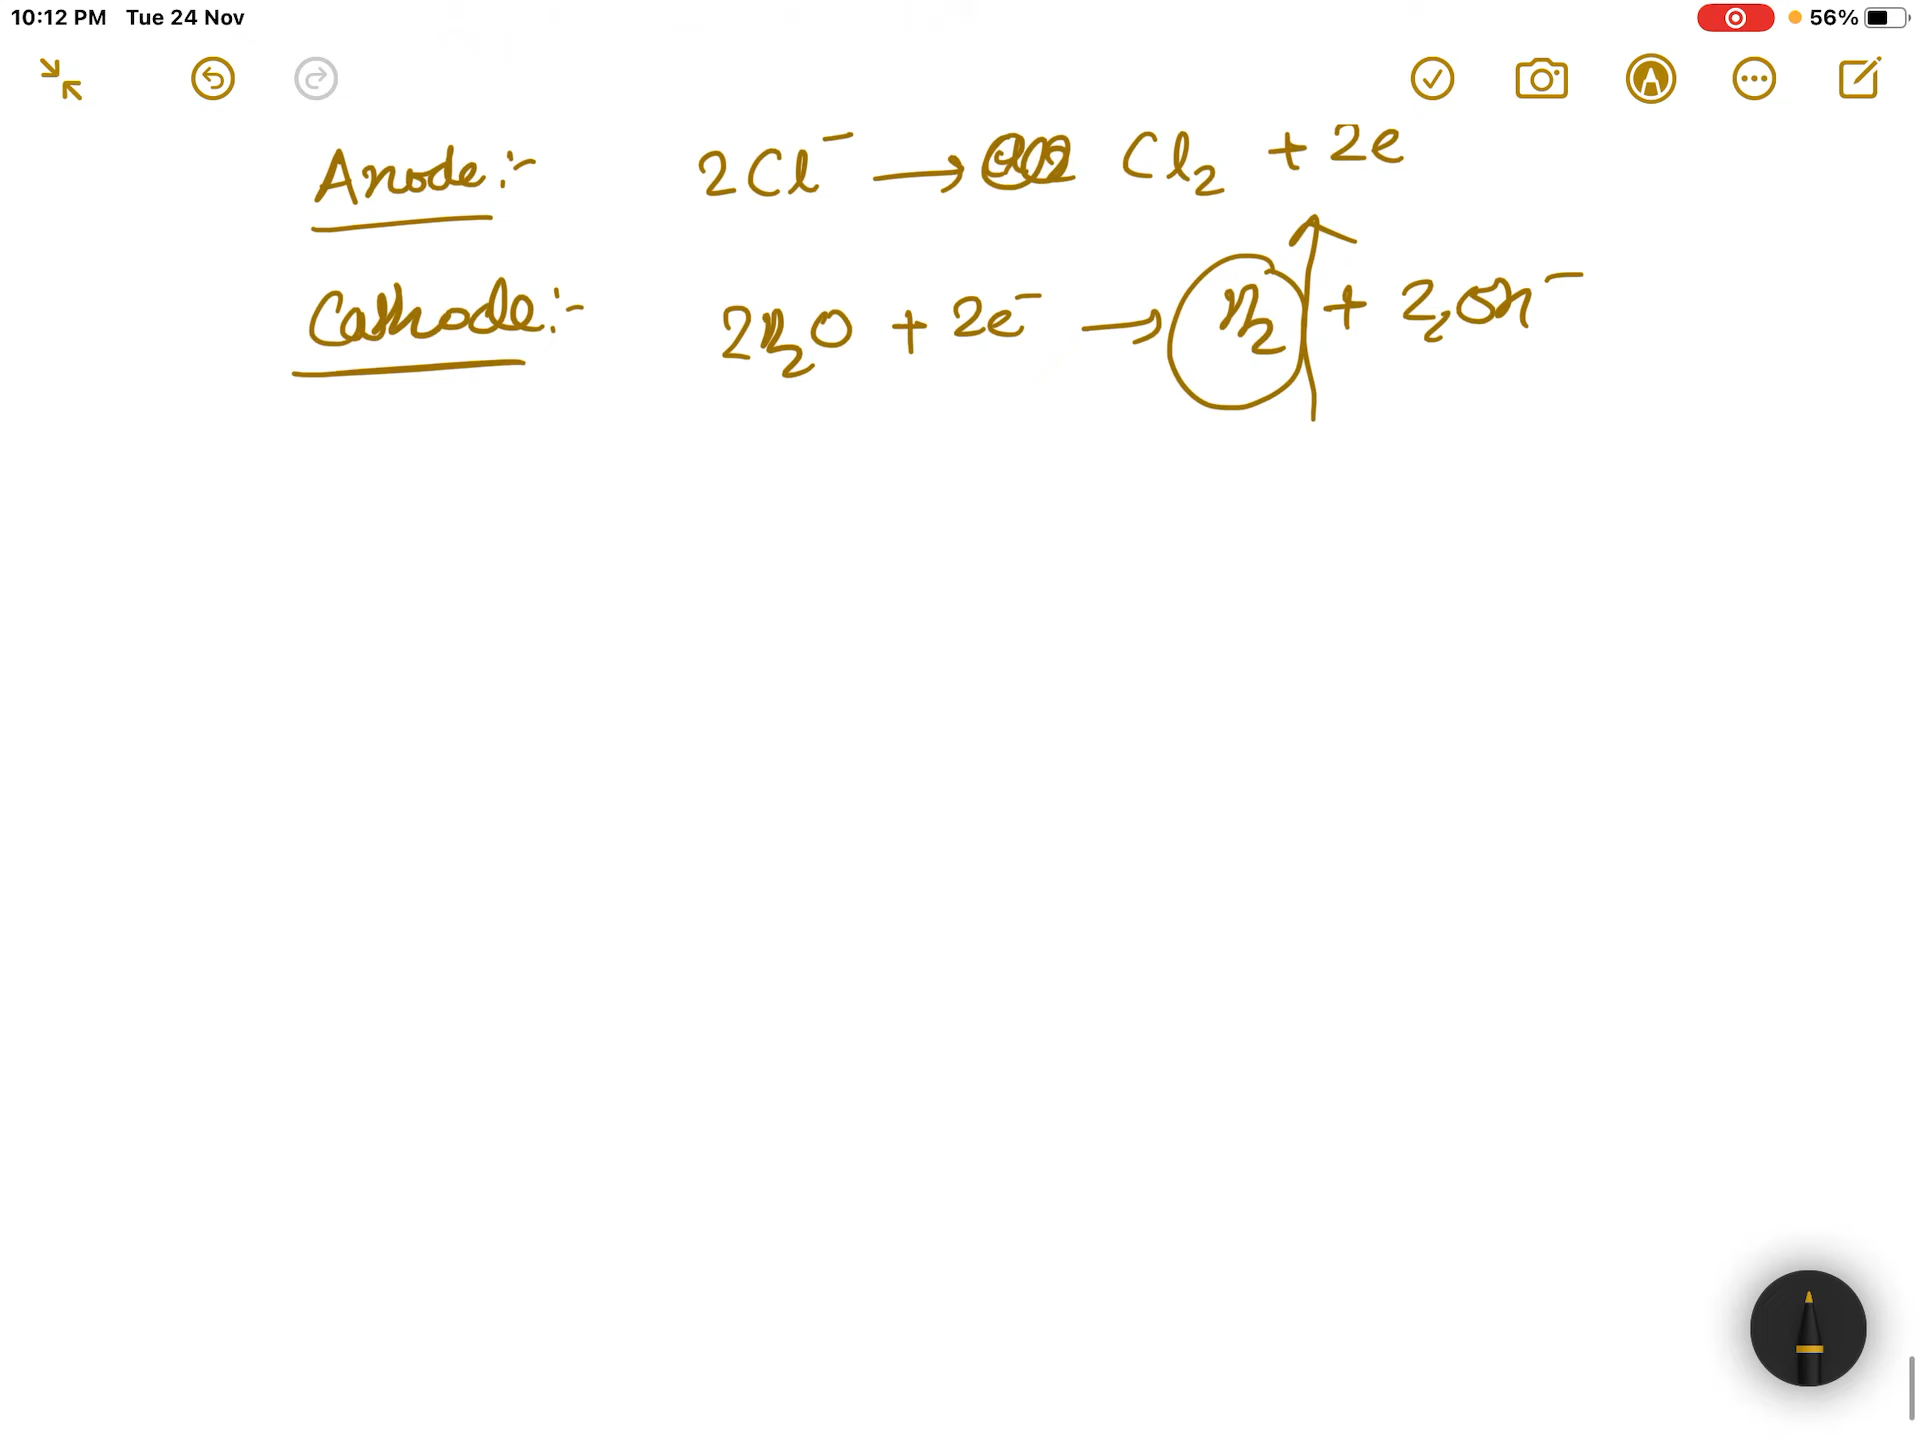 10:12 PM Tue 24 Nov 56%
Anode:- 2Cl⁻ → Cl₂ + 2e
Cathode:- 2H₂O + 2e⁻ → H₂ ↑ + 2OH⁻